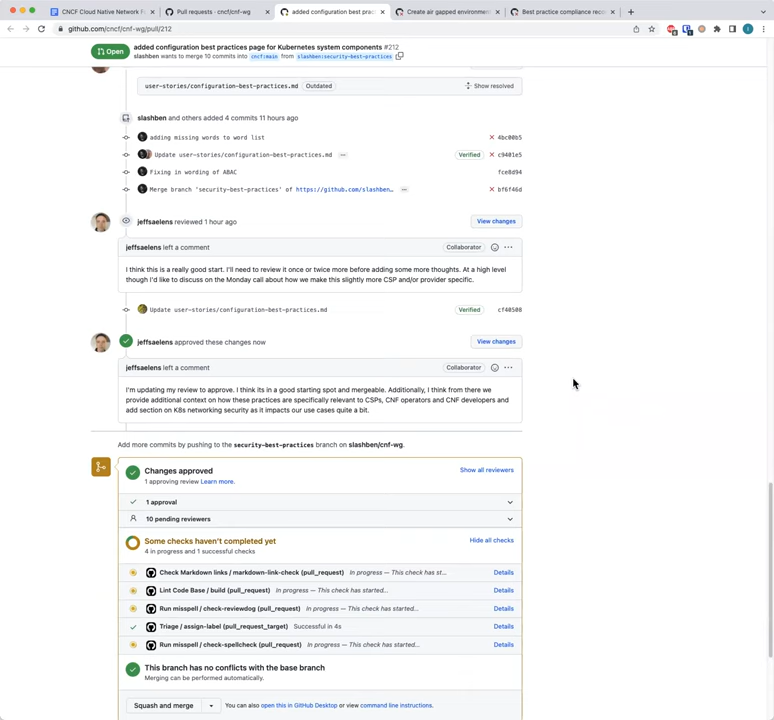 CNCF Cloud Native Network F
Pull requests · cncf/cnf-wg
added configuration best prac
Create air gapped environment
Best practice compliance reco
github.com/cncf/cnf-wg/pull/212
Open
added configuration best practices page for Kubernetes system components #212
slashben wants to merge 10 commits into cncf:main from slashben:security-best-practices
user-stories/configuration-best-practices.md Outdated
Show resolved
slashben and others added 4 commits 11 hours ago
adding missing words to word list
4bc00b5
Update user-stories/configuration-best-practices.md
Verified
c9401e5
Fixing in wording of ABAC
fce8d94
Merge branch 'security-best-practices' of https://github.com/slashben…
bf6f46d
jeffsaelens reviewed 1 hour ago
View changes
jeffsaelens left a comment
Collaborator
I think this is a really good start. I'll need to review it once or twice more before adding some more thoughts. At a high level
though I'd like to discuss on the Monday call about how we make this slightly more CSP and/or provider specific.
Update user-stories/configuration-best-practices.md
Verified
cf40508
jeffsaelens approved these changes now
View changes
jeffsaelens left a comment
Collaborator
I'm updating my review to approve. I think its in a good starting spot and mergeable. Additionally, I think from there we
provide additional context on how these practices are specifically relevant to CSPs, CNF operators and CNF developers and
add section on K8s networking security as it impacts our use cases quite a bit.
Add more commits by pushing to the security-best-practices branch on slashben/cnf-wg.
Changes approved
Show all reviewers
1 approving review Learn more.
1 approval
10 pending reviewers
Some checks haven't completed yet
Hide all checks
4 in progress and 1 successful checks
Check Markdown links / markdown-link-check (pull_request) In progress — This check has st...
Details
Lint Code Base / build (pull_request) In progress — This check has started...
Details
Run misspell / check-reviewdog (pull_request) In progress — This check has started...
Details
Triage / assign-label (pull_request_target) Successful in 4s
Details
Run misspell / check-spellcheck (pull_request) In progress — This check has started...
Details
This branch has no conflicts with the base branch
Merging can be performed automatically.
Squash and merge
You can also open this in GitHub Desktop or view command line instructions.